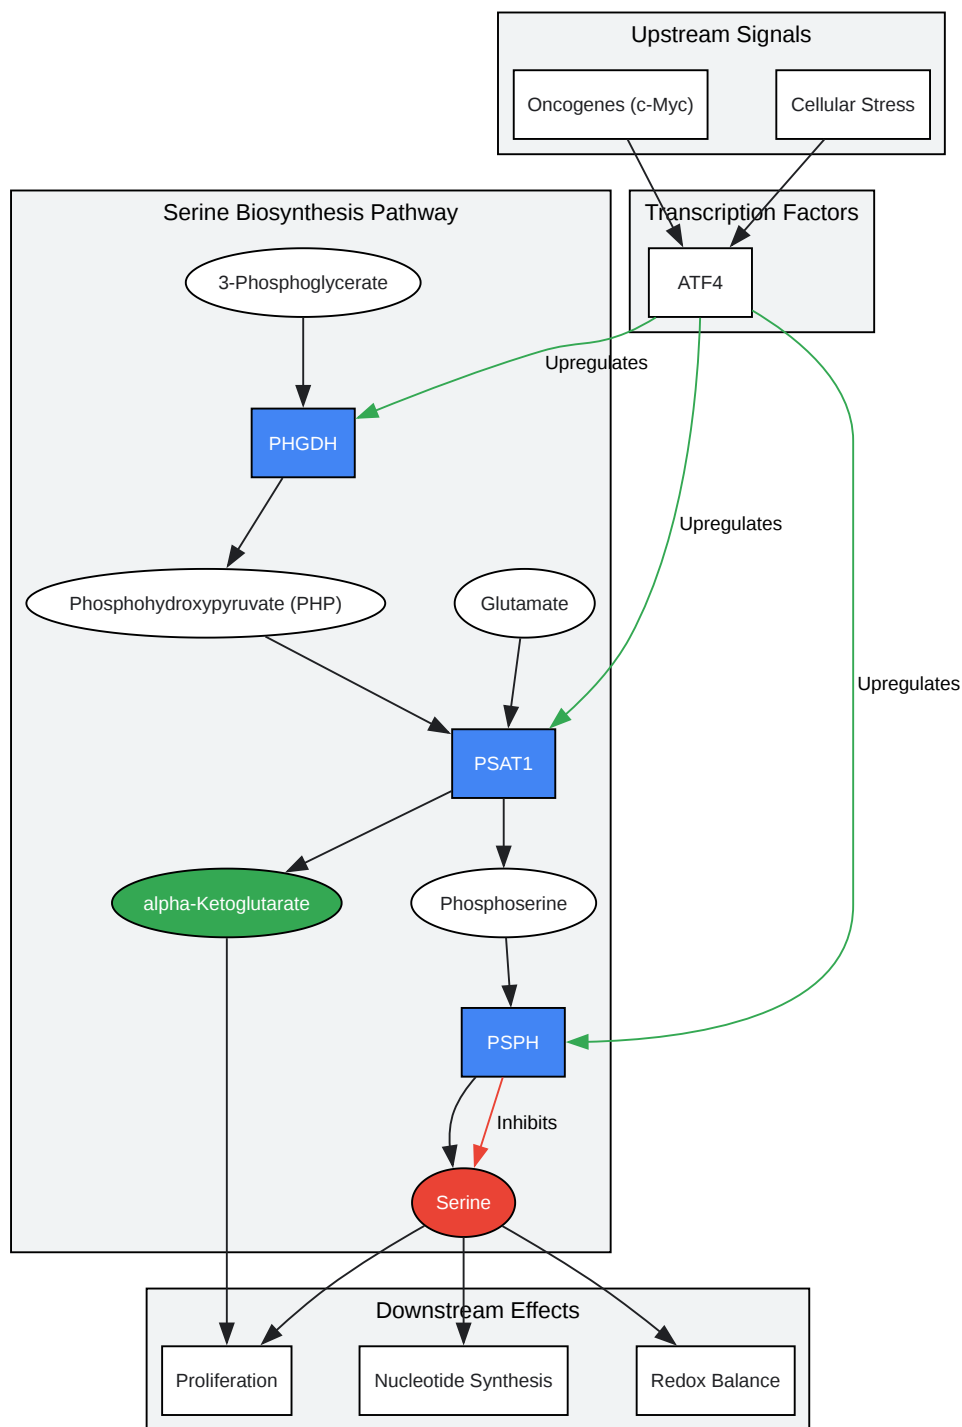 Upstream Signals
Oncogenes (c-Myc)
Cellular Stress
Serine Biosynthesis Pathway
Transcription Factors
3-Phosphoglycerate
ATF4
Upregulates
PHGDH
Upregulates
Phosphohydroxypyruvate (PHP)
Glutamate
Upregulates
PSAT1
alpha-Ketoglutarate
Phosphoserine
PSPH
Inhibits
Serine
Downstream Effects
Proliferation
Nucleotide Synthesis
Redox Balance